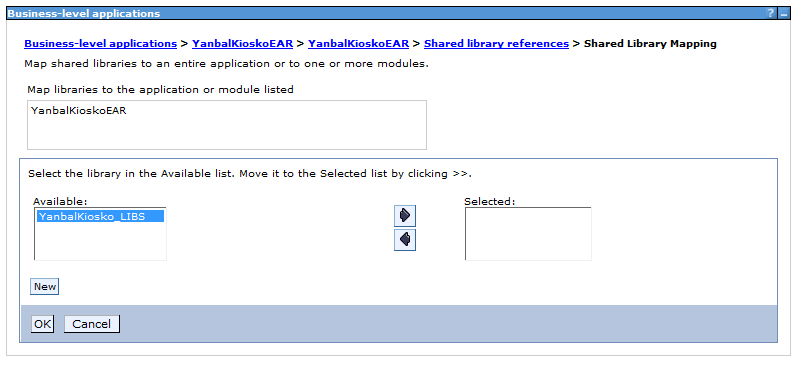 Business-level applications ? _
Business-level applications > YanbalKioskoEAR > YanbalKioskoEAR > Shared library references > Shared Library Mapping
Map shared libraries to an entire application or to one or more modules.
Map libraries to the application or module listed
YanbalKioskoEAR
Select the library in the Available list. Move it to the Selected list by clicking >>.
Available: Selected:
YanbalKiosko_LIBS
New
OK Cancel